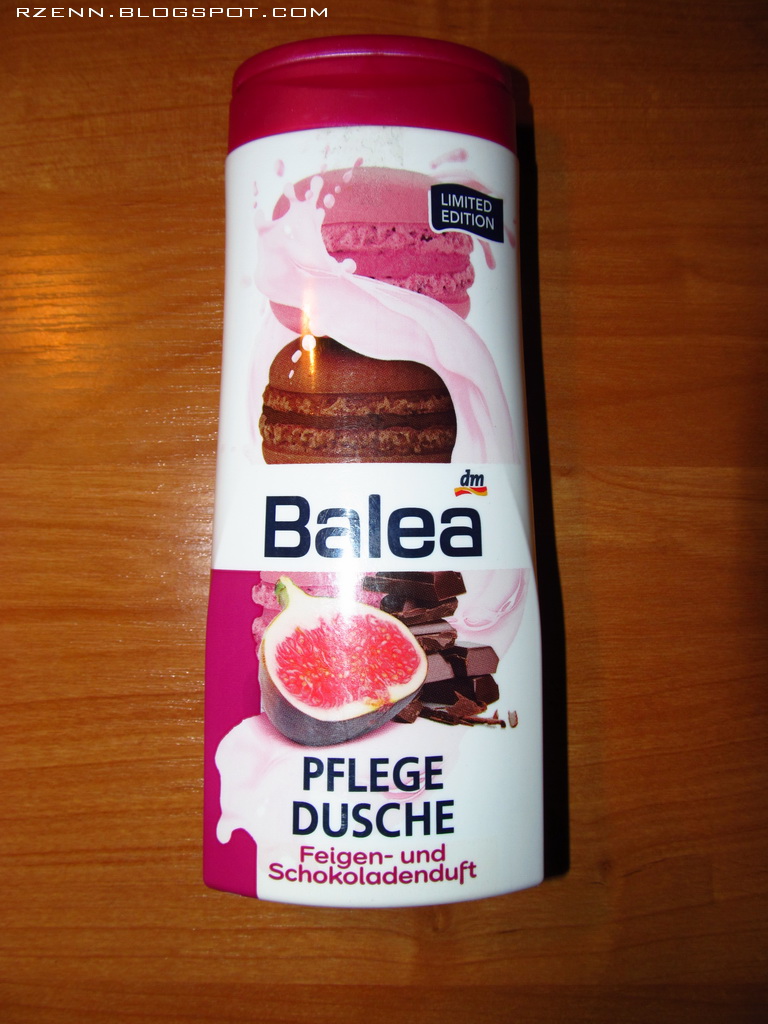 RZENN.BLOGSPOT.COM
LIMITED
EDITION
dm
Balea
PFLEGE
DUSCHE
Feigen- und
Schokoladenduft